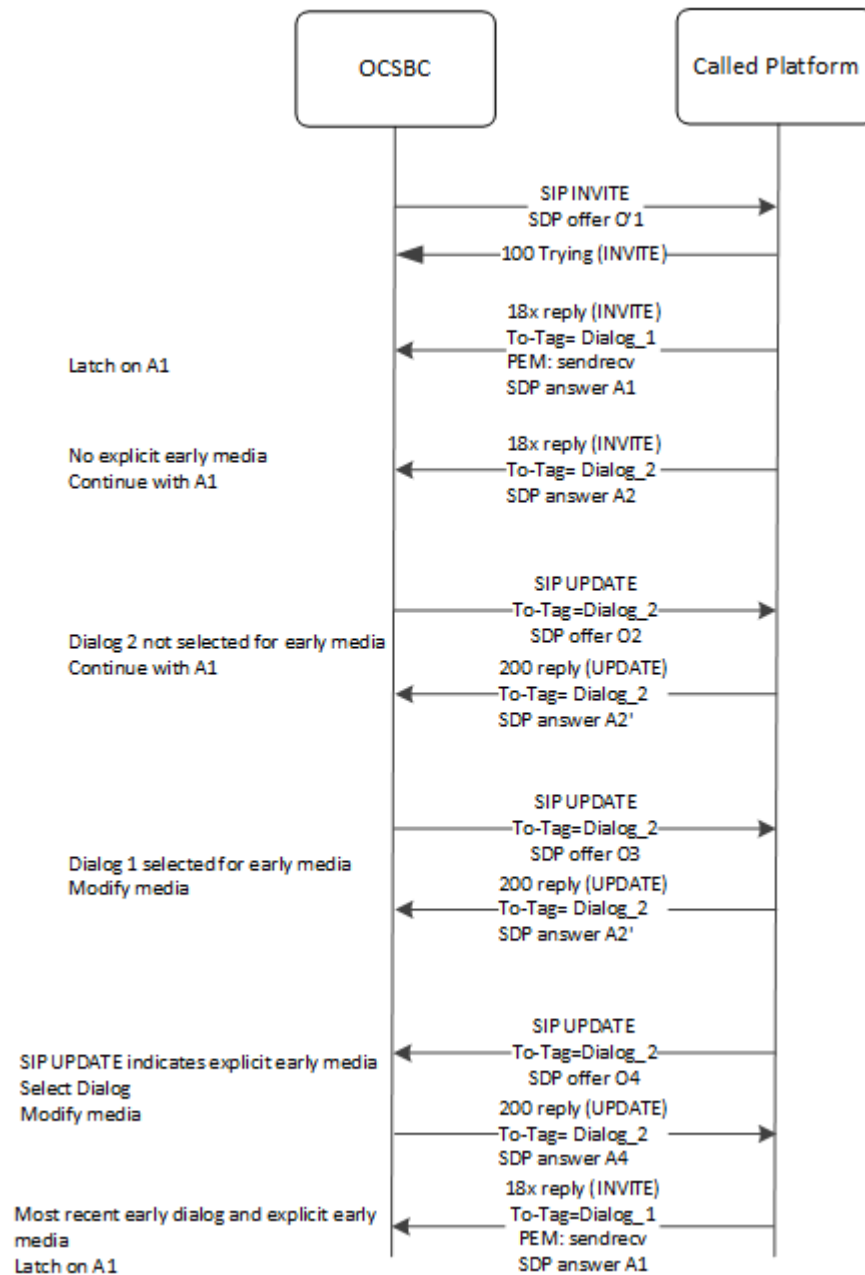 OCSBC
Called Platform
SIP INVITE
SDP offer O'1
100 Trying (INVITE)
18x reply (INVITE)
To-Tag= Dialog_1
PEM: sendrecv
SDP answer A1
Latch on A1
18x reply (INVITE)
To-Tag= Dialog_2
SDP answer A2
No explicit early media
Continue with A1
SIP UPDATE
To-Tag=Dialog_2
SDP offer O2
Dialog 2 not selected for early media
Continue with A1
200 reply (UPDATE)
To-Tag= Dialog_2
SDP answer A2'
SIP UPDATE
To-Tag=Dialog_2
SDP offer O3
Dialog 1 selected for early media
Modify media
200 reply (UPDATE)
To-Tag= Dialog_2
SDP answer A2'
SIP UPDATE
To-Tag=Dialog_2
SDP offer O4
SIP UPDATE indicates explicit early media
Select Dialog
Modify media
200 reply (UPDATE)
To-Tag= Dialog_2
SDP answer A4
18x reply (INVITE)
To-Tag=Dialog_1
PEM: sendrecv
SDP answer A1
Most recent early dialog and explicit early
media
Latch on A1